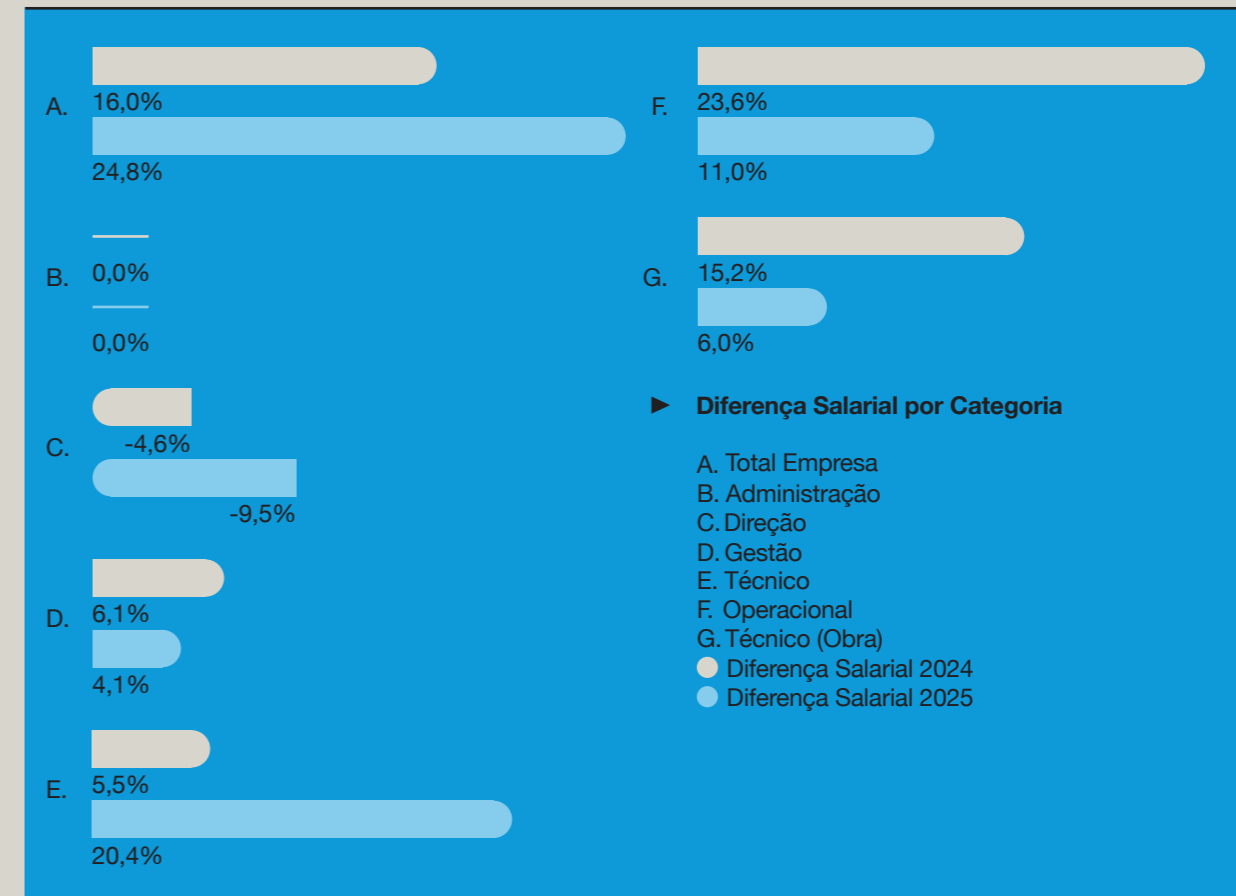 A. 16,0%
24,8%
B. 0,0%
0,0%
C. -4,6%
-9,5%
D. 6,1%
4,1%
E. 5,5%
20,4%
F. 23,6%
11,0%
G. 15,2%
6,0%
► Diferença Salarial por Categoria
A. Total Empresa
B. Administração
C. Direção
D. Gestão
E. Técnico
F. Operacional
G. Técnico (Obra)
Diferença Salarial 2024
Diferença Salarial 2025